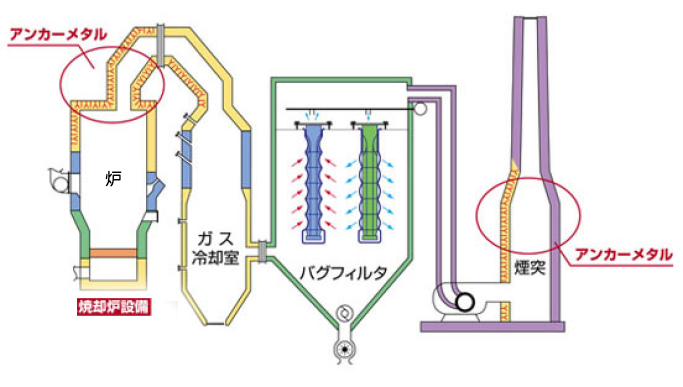 アンカーメタル
炉
ガス
冷却室
バグフィルタ
煙突
アンカーメタル
焼却炉設備